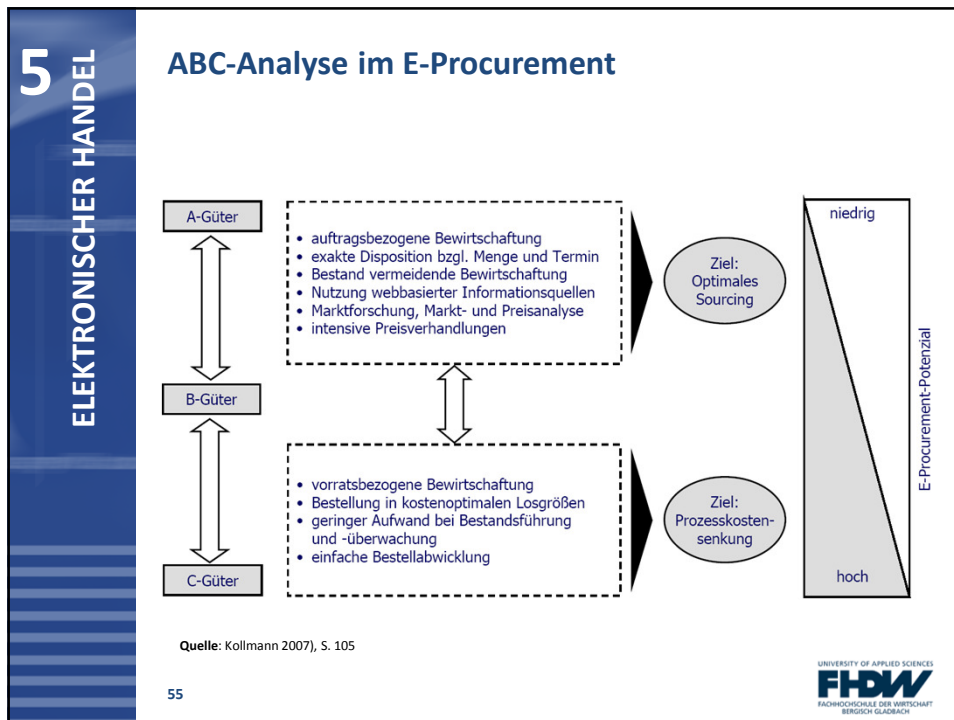 5
ELEKTRONISCHER HANDEL
ABC-Analyse im E-Procurement
A-Güter
B-Güter
C-Güter
• auftragsbezogene Bewirtschaftung
• exakte Disposition bzgl. Menge und Termin
• Bestand vermeidende Bewirtschaftung
• Nutzung webbasierter Informationsquellen
• Marktforschung, Markt- und Preisanalyse
• intensive Preisverhandlungen
Ziel:
Optimales
Sourcing
• vorratsbezogene Bewirtschaftung
• Bestellung in kostenoptimalen Losgrößen
• geringer Aufwand bei Bestandsführung
und -überwachung
• einfache Bestellabwicklung
Ziel:
Prozesskosten-
senkung
niedrig
hoch
E-Procurement-Potenzial
Quelle: Kollmann 2007), S. 105
55
UNIVERSITY OF APPLIED SCIENCES
FHDW
FACHHOCHSCHULE DER WIRTSCHAFT
BERGISCH GLADBACH